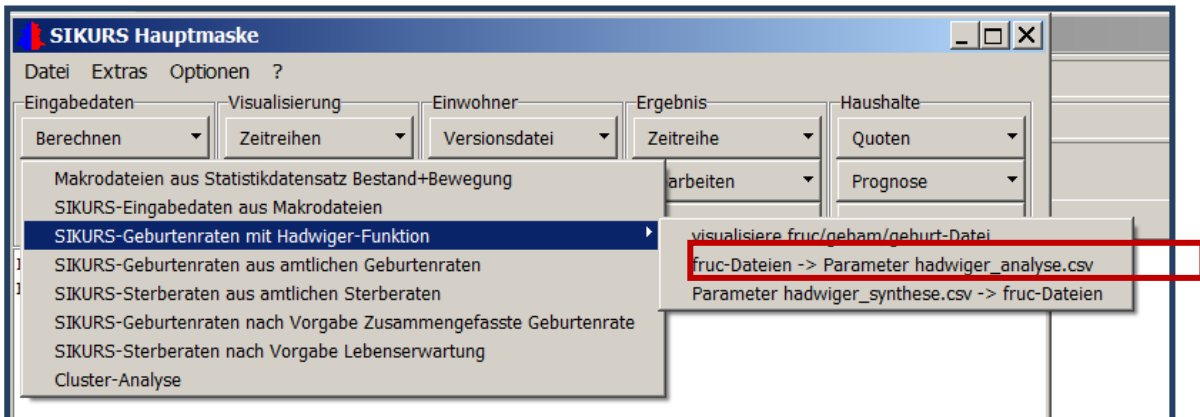 SIKURS Hauptmaske
Datei Extras Optionen ?
Eingabedaten Visualisierung Einwohner Ergebnis Haushalte
Berechnen Zeitreihen Versionsdatei Zeitreihe Quoten
arbeiten Prognose
Makrodateien aus Statistikdatensatz Bestand+Bewegung
SIKURS-Eingabedaten aus Makrodateien
SIKURS-Geburtenraten mit Hadwiger-Funktion
SIKURS-Geburtenraten aus amtlichen Geburtenraten
SIKURS-Sterberaten aus amtlichen Sterberaten
SIKURS-Geburtenraten nach Vorgabe Zusammengefasste Geburtenrate
SIKURS-Sterberaten nach Vorgabe Lebenserwartung
Cluster-Analyse
visualisiere fruc/gebam/geburt-Datei
fruc-Dateien -> Parameter hadwiger_analyse.csv
Parameter hadwiger_synthese.csv -> fruc-Dateien